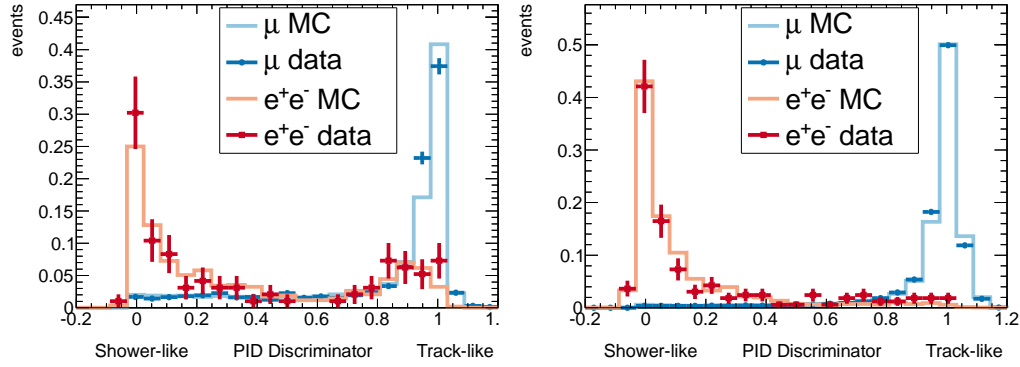 events
μ MC
μ data
e⁺e⁻ MC
e⁺e⁻ data
0.45
0.4
0.35
0.3
0.25
0.2
0.15
0.1
0.05
0
-0.2 0 0.2 0.4 0.6 0.8 1 1.
Shower-like PID Discriminator Track-like
events
μ MC
μ data
e⁺e⁻ MC
e⁺e⁻ data
0.5
0.4
0.3
0.2
0.1
0
-0.2 0 0.2 0.4 0.6 0.8 1 1.2
Shower-like PID Discriminator Track-like